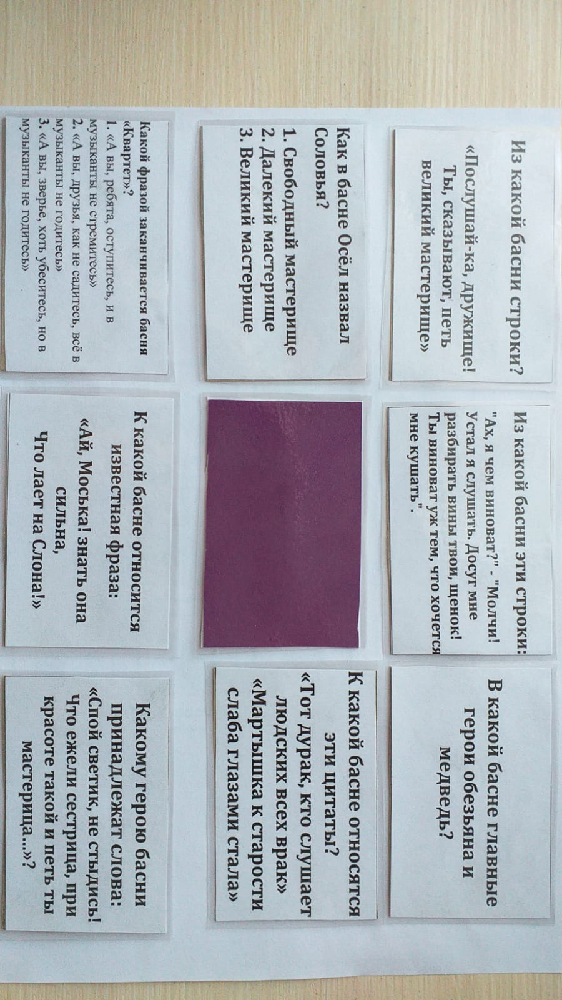 Из какой басни строки?
«Послушай-ка, дружище!
Ты, сказывают, петь
великий мастерище»
Из какой басни эти строки:
"Ах, я чем виноват?" - "Молчи!
Устал я слушать. Досуг мне
разбирать вины твои, щенок!
Ты виноват уж тем, что хочется
мне кушать".
В какой басне главные
герои обезьяна и
медведь?
Как в басне Осёл назвал
Соловья?
1. Свободный мастерище
2. Далекий мастерище
3. Великий мастерище
К какой басне относятся
эти цитаты?
«Тот дурак, кто слушает
людских всех врак»
«Мартышка к старости
слаба глазами стала»
Какой фразой заканчивается басня
«Квартет»?
1. «А вы, ребята, оступитесь, и в
музыканты не стремитесь»
2. «А вы, друзья, как не садитесь, всё в
музыканты не годитесь»
3. «А вы, зверье, хоть убеситесь, но в
музыканты не годитесь»
К какой басне относится
известная фраза:
«Ай, Моська! знать она
сильна,
Что лает на Слона!»
Какому герою басни
принадлежат слова:
«Спой светик, не стыдись!
Что ежели сестрица, при
красоте такой и петь ты
мастерица...»?